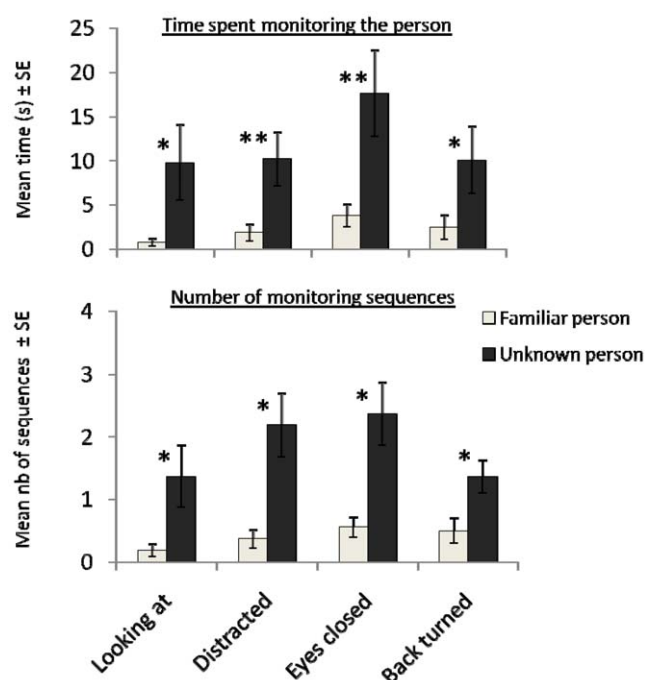 Time spent monitoring the person
Mean time (s) ± SE
25
20
15
10
5
0
*
**
**
*
Number of monitoring sequences
Mean nb of sequences ± SE
4
3
2
1
0
*
*
*
*
Familiar person
Unknown person
Looking at
Distracted
Eyes closed
Back turned